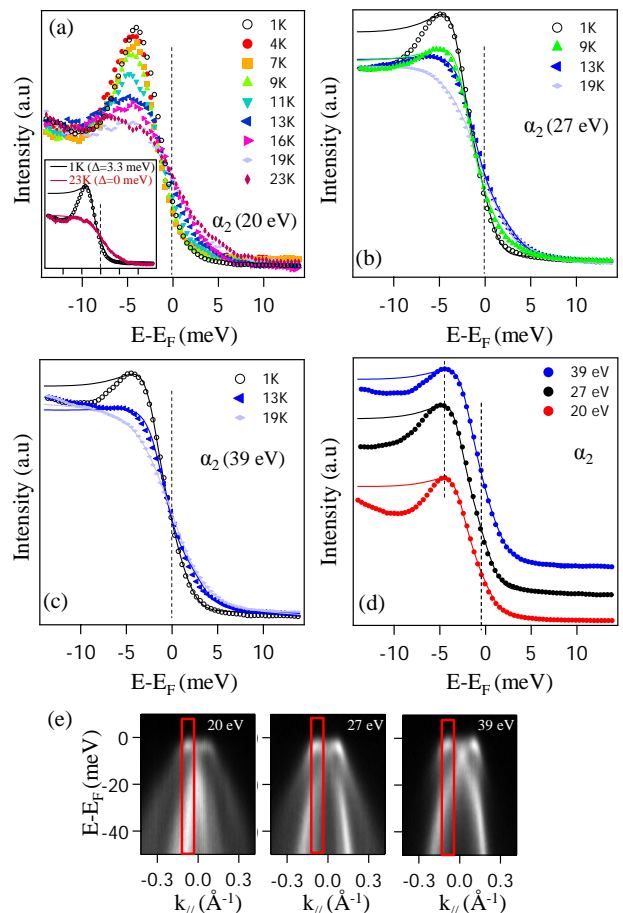 (a)
1K
4K
7K
9K
11K
13K
16K
19K
23K
1K (Δ=3.3 meV)
23K (Δ=0 meV)
α2 (20 eV)
Intensity (a.u)
-10 -5 0 5 10
E-EF (meV)
1K
9K
13K
19K
α2 (27 eV)
(b)
Intensity (a.u)
-10 -5 0 5 10
E-EF (meV)
1K
13K
19K
α2 (39 eV)
(c)
Intensity (a.u)
-10 -5 0 5 10
E-EF (meV)
39 eV
27 eV
20 eV
α2
(d)
Intensity (a.u)
-10 -5 0 5 10
E-EF (meV)
(e)
20 eV
27 eV
39 eV
E-EF (meV)
0
-20
-40
-0.3 0.0 0.3
-0.3 0.0 0.3
-0.3 0.0 0.3
k// (Å-1)
k// (Å-1)
k// (Å-1)